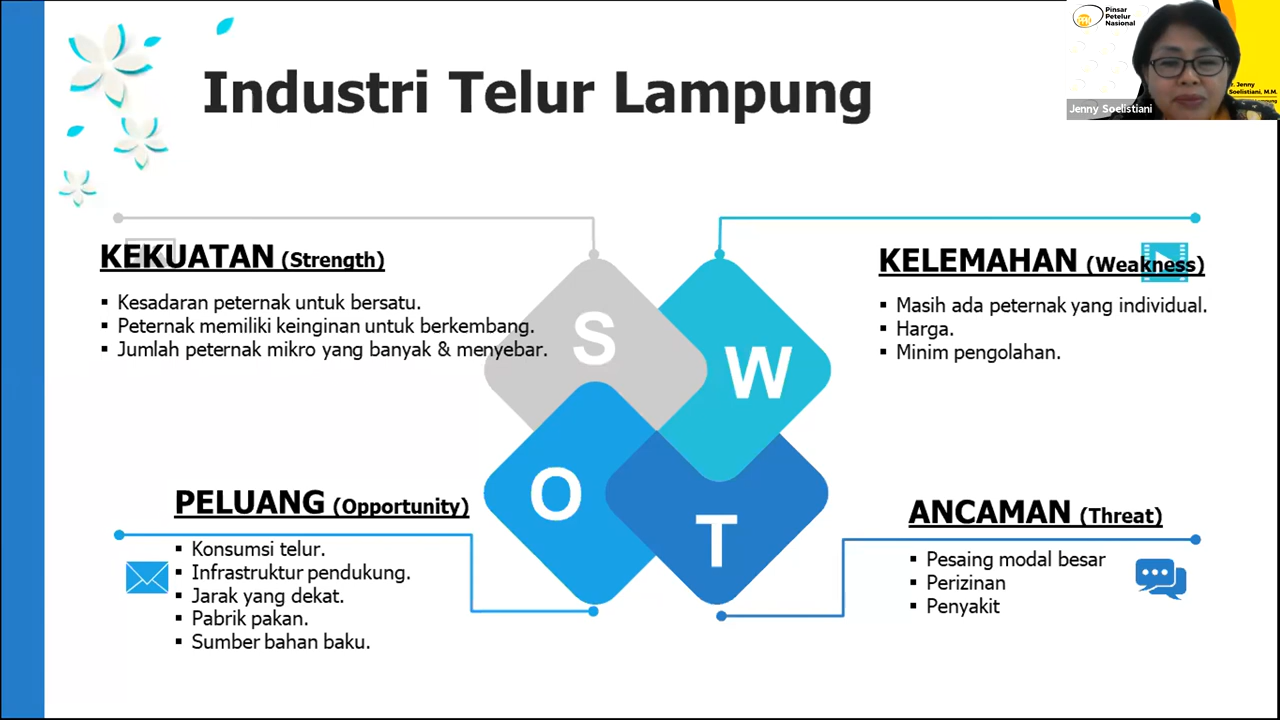 Industri Telur Lampung
Pinsar
Petelur
Nasional
Jenny
Soelistiani, M.M.
Jenny Soelistiani
KEKUATAN (Strength)
▪ Kesadaran peternak untuk bersatu.
▪ Peternak memiliki keinginan untuk berkembang.
▪ Jumlah peternak mikro yang banyak & menyebar.
KELEMAHAN (Weakness)
▪ Masih ada peternak yang individual.
▪ Harga.
▪ Minim pengolahan.
S
W
O
T
PELUANG (Opportunity)
▪ Konsumsi telur.
▪ Infrastruktur pendukung.
▪ Jarak yang dekat.
▪ Pabrik pakan.
▪ Sumber bahan baku.
ANCAMAN (Threat)
▪ Pesaing modal besar
▪ Perizinan
▪ Penyakit